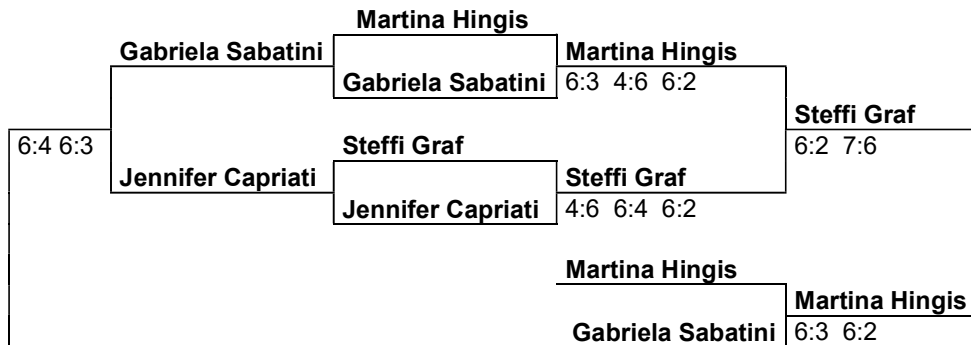 Martina Hingis
Gabriela Sabatini
Martina Hingis
Gabriela Sabatini
6:3 4:6 6:2
Steffi Graf
6:4 6:3
Steffi Graf
6:2 7:6
Jennifer Capriati
Steffi Graf
Jennifer Capriati
4:6 6:4 6:2
Martina Hingis
Martina Hingis
Gabriela Sabatini
6:3 6:2